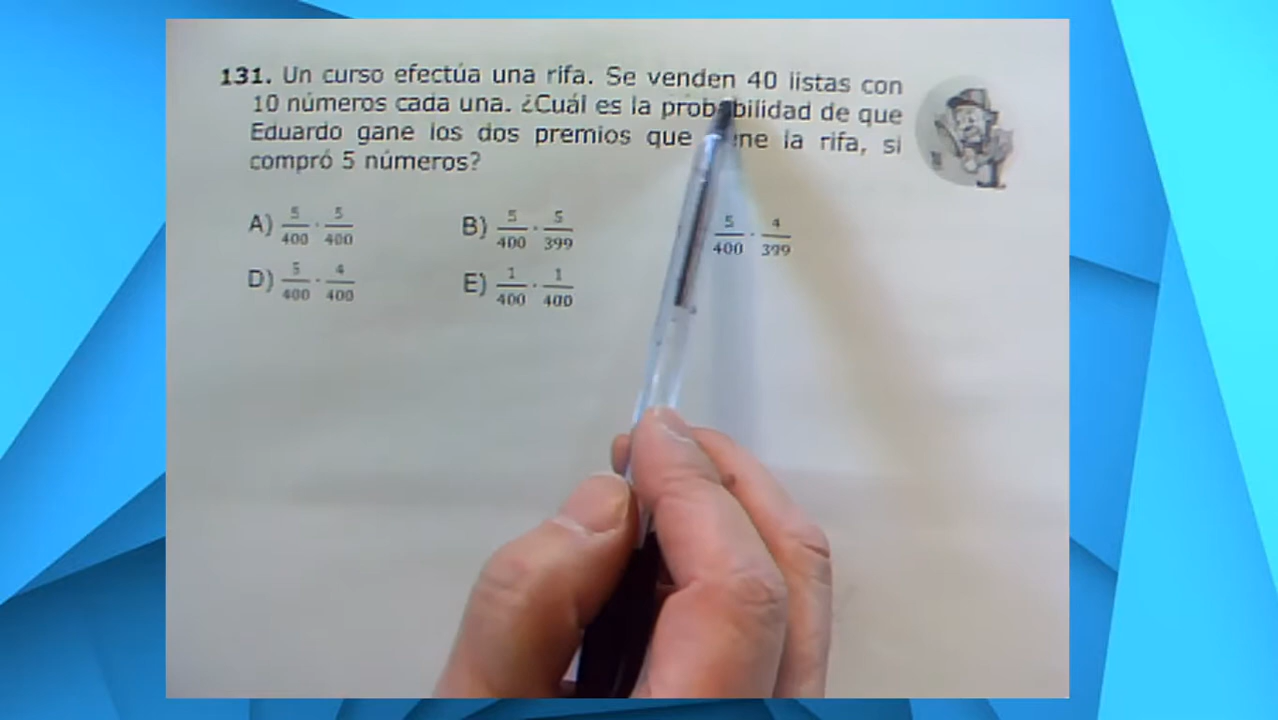 131. Un curso efectúa una rifa. Se venden 40 listas con
10 números cada una. ¿Cuál es la probabilidad de que
Eduardo gane los dos premios que ne la rifa, si
compró 5 números?
A) 5/400 · 5/400 B) 5/400 · 5/399 5/400 · 4/399
D) 5/400 · 4/400 E) 1/400 · 1/400